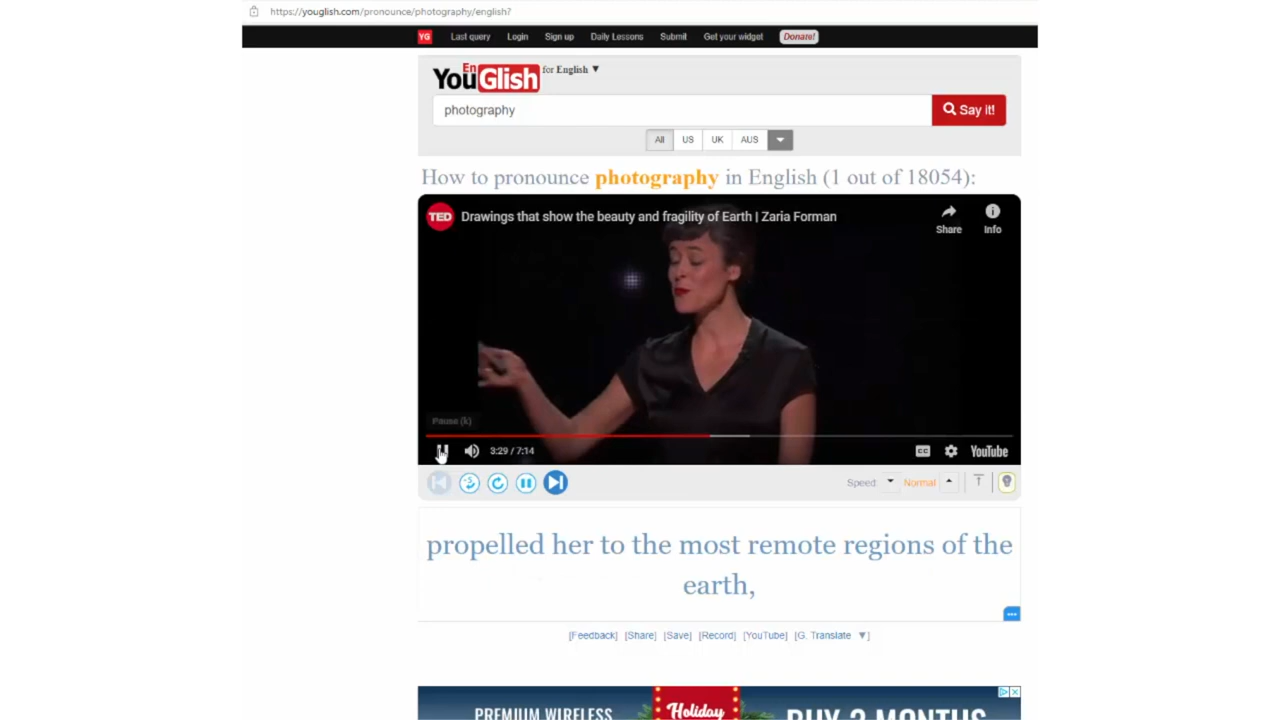 https://youglish.com/pronounce/photography/english?
YG Last query Login Sign up Daily Lessons Submit Get your widget Donate!
YouGlish En for English ▼
photography Say it!
All US UK AUS
How to pronounce photography in English (1 out of 18054):
TED Drawings that show the beauty and fragility of Earth | Zaria Forman Share Info
Pause (k)
3:29 / 7:14 CC YouTube
Speed: Normal
propelled her to the most remote regions of the
earth,
[Feedback] [Share] [Save] [Record] [YouTube] [G. Translate ▼]
PREMIUM WIRELESS Holiday BUY 3 MONTHS